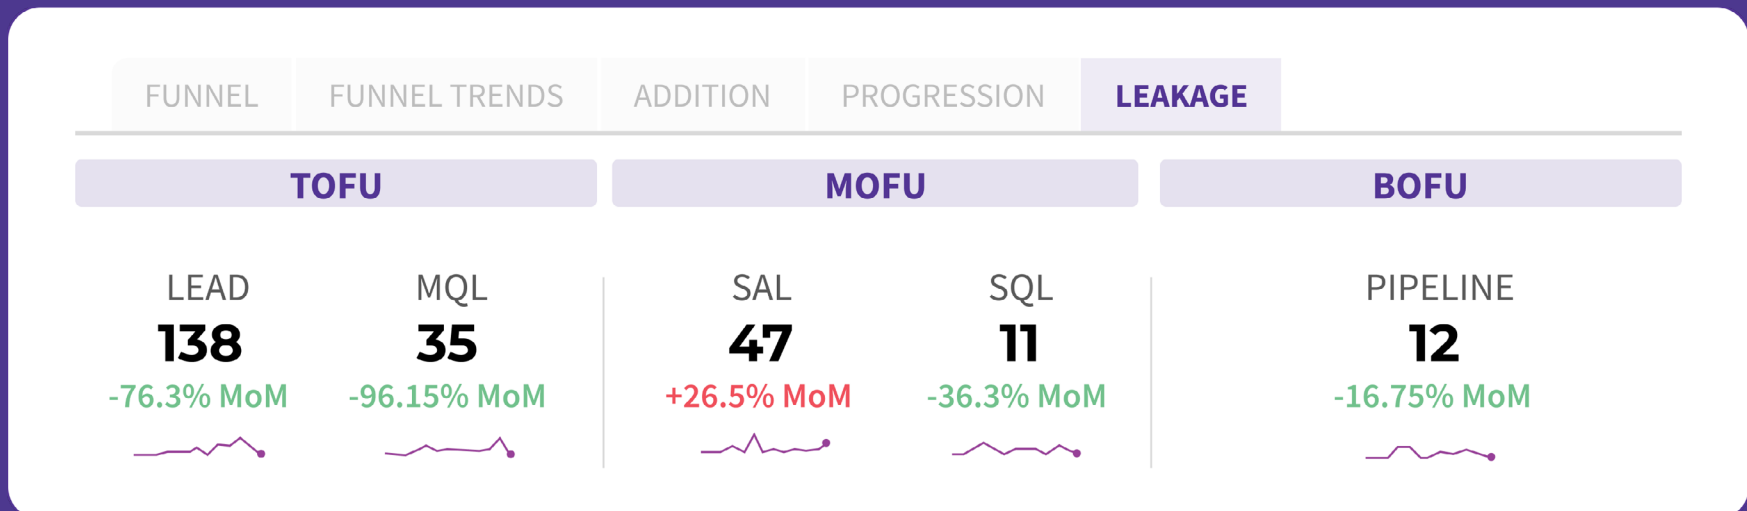 FUNNEL FUNNEL TRENDS ADDITION PROGRESSION LEAKAGE
TOFU MOFU BOFU
LEAD MQL SAL SQL PIPELINE
138 35 47 11 12
-76.3% MoM -96.15% MoM +26.5% MoM -36.3% MoM -16.75% MoM